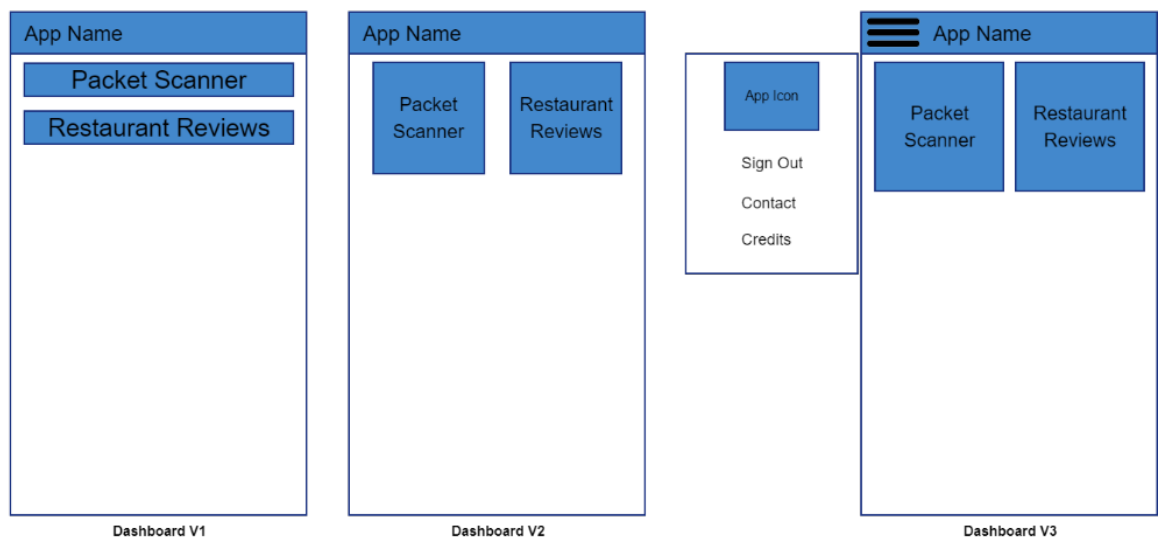 App Name
Packet Scanner
Restaurant Reviews
Dashboard V1
App Name
Packet
Scanner
Restaurant
Reviews
Dashboard V2
App Icon
Sign Out
Contact
Credits
App Name
Packet
Scanner
Restaurant
Reviews
Dashboard V3